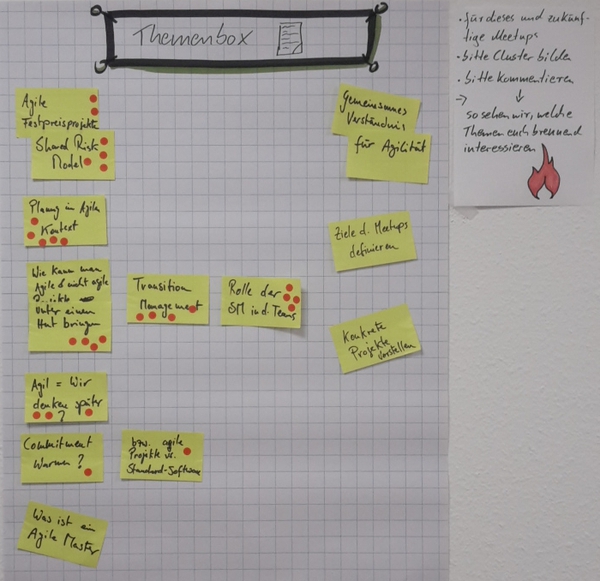 Themenbox
• für dieses und zukünf-
tige Meetups
• bitte Cluster bilden
• bitte kommentieren
→ ↓
so sehen wir, welche
Themen euch brennend
interessieren
Agile
Festpreisprojekte
Shared Risk
Model
Gemeinsames
Verständnis
für Agilität
Planung im Agilen
Kontext
Ziele d. Meetups
definieren
Wie kann man
Agile & nicht agile
unter einen
Hut bringen
Transition
Management
Rolle der
SM in d. Teams
Konkrete
Projekte
vorstellen
Agil = Wir
denken später
?
Commitment
Warum?
bzw. agile
Projekte vs.
Standard-Software
Was ist ein
Agile Master